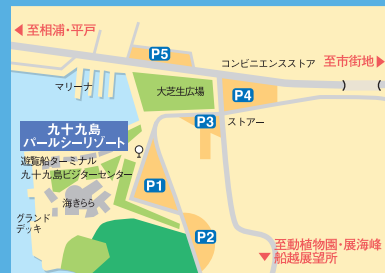 至相浦・平戸
P5
コンビニエンスストア
至市街地
マリーナ
大芝生広場
P4
P3
ストアー
九十九島
パールシーリゾート
遊覧船ターミナル
九十九島ビジターセンター
P1
海きらら
グランド
デッキ
P2
至動植物園・展海峰
船越展望所